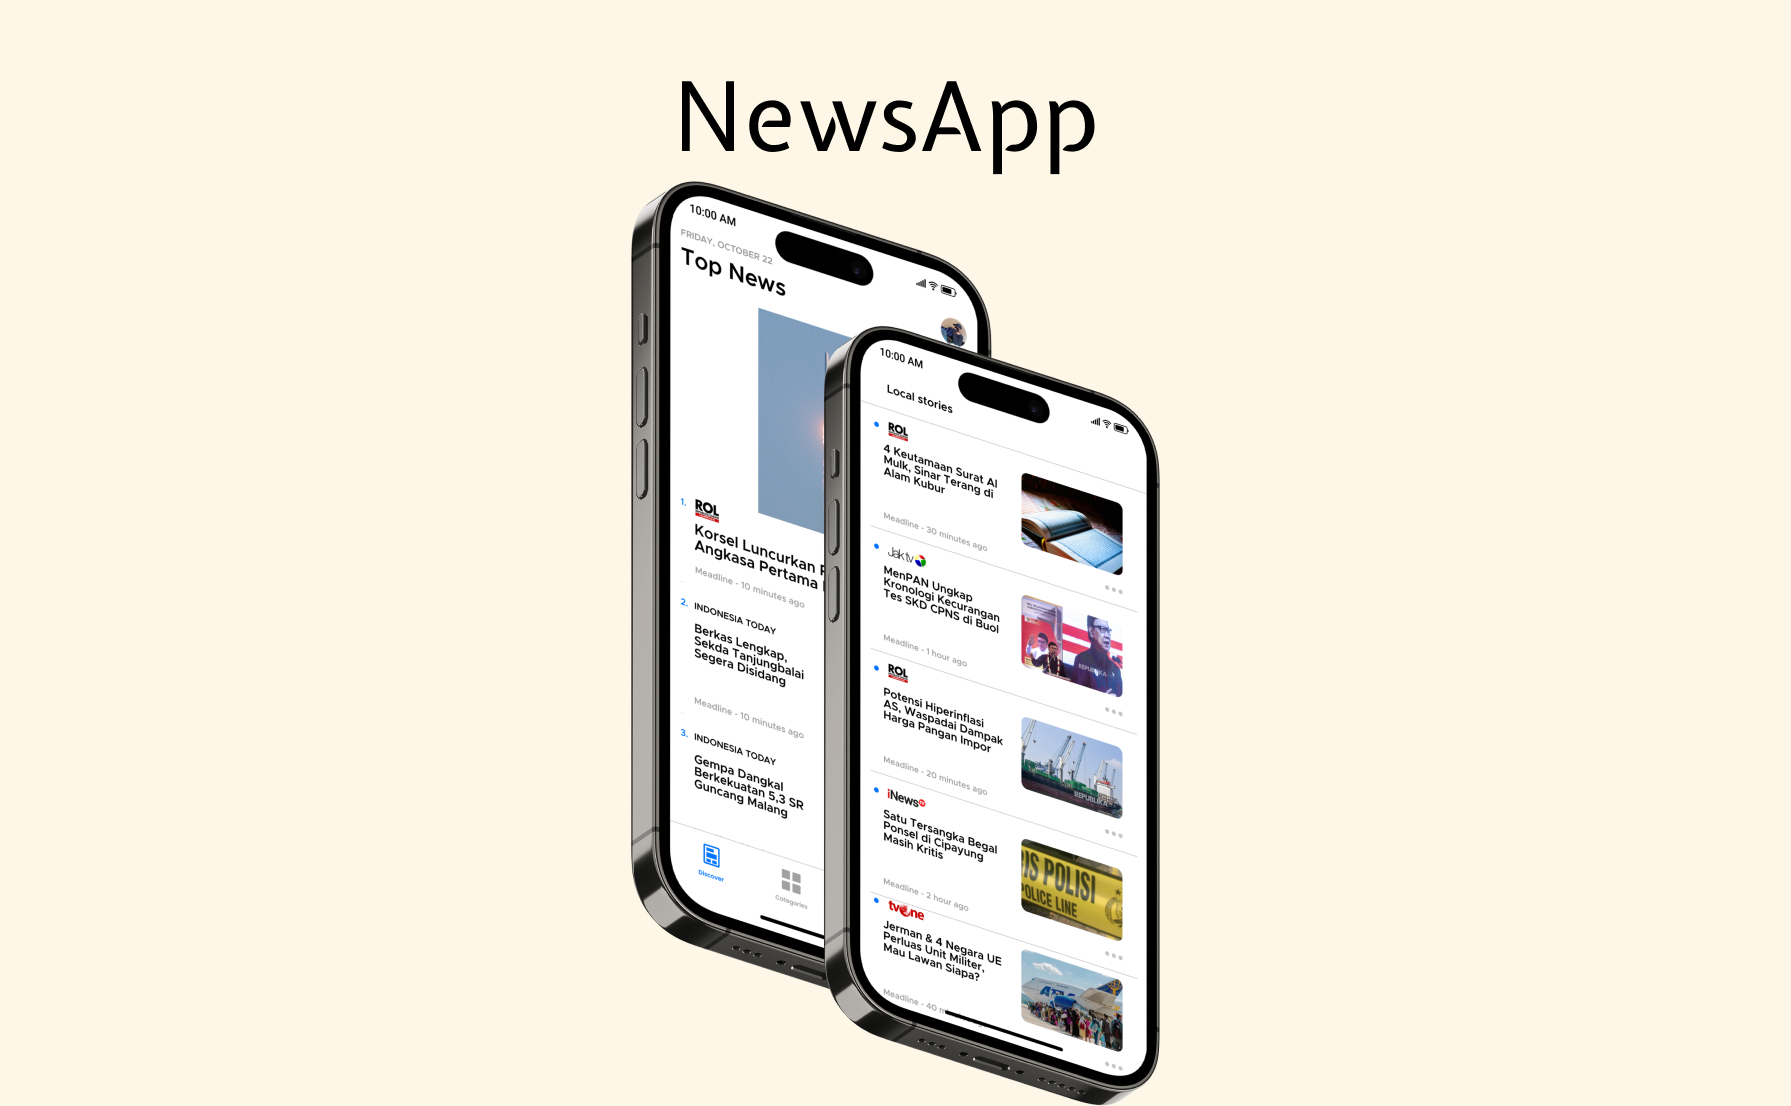 NewsApp
10:00 AM
FRIDAY, OCTOBER 22
Top News
1.
ROL
Korsel Luncurkan
Angkasa Pertama
Meadline - 10 minutes ago
2.
INDONESIA TODAY
Berkas Lengkap,
Sekda Tanjungbalai
Segera Disidang
Meadline - 10 minutes ago
3.
INDONESIA TODAY
Gempa Dangkal
Berkekuatan 5,3 SR
Guncang Malang
Discover
Categories
10:00 AM
Local stories
ROL
4 Keutamaan Surat Al
Mulk, Sinar Terang di
Alam Kubur
Meadline - 30 minutes ago
Jak tv
MenPAN Ungkap
Kronologi Kecurangan
Tes SKD CPNS di Buol
Meadline - 1 hour ago
REPUBLIKA
ROL
Potensi Hiperinflasi
AS, Waspadai Dampak
Harga Pangan Impor
Meadline - 20 minutes ago
REPUBLIKA
iNews
Satu Tersangka Begal
Ponsel di Cipayung
Masih Kritis
Meadline - 2 hour ago
IS POLISI
POLICE LINE
tvOne
Jerman & 4 Negara UE
Perluas Unit Militer,
Mau Lawan Siapa?
Meadline - 40